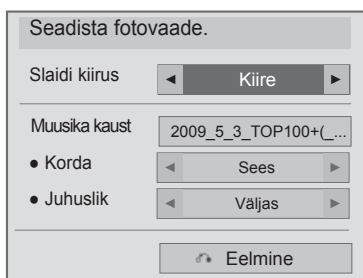 Seadista fotovaade.
Slaidi kiirus ◄ Kiire ►
Muusika kaust 2009_5_3_TOP100+(_...
● Korda ◄ Sees ►
● Juhuslik ◄ Väljas ►
Eelmine